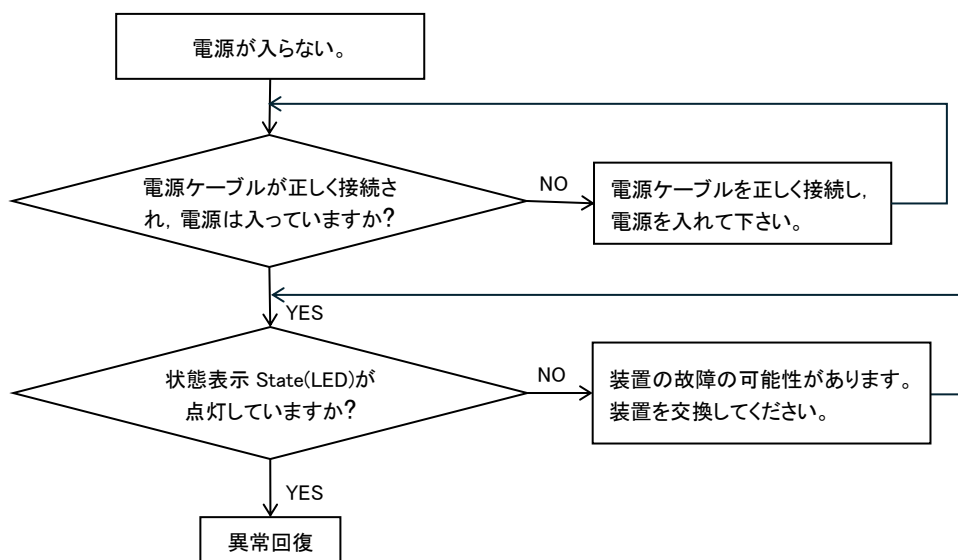 電源が入らない。
電源ケーブルが正しく接続さ
れ，電源は入っていますか?
NO
電源ケーブルを正しく接続し，
電源を入れて下さい。
YES
状態表示 State(LED)が
点灯していますか?
NO
装置の故障の可能性があります。
装置を交換してください。
YES
異常回復